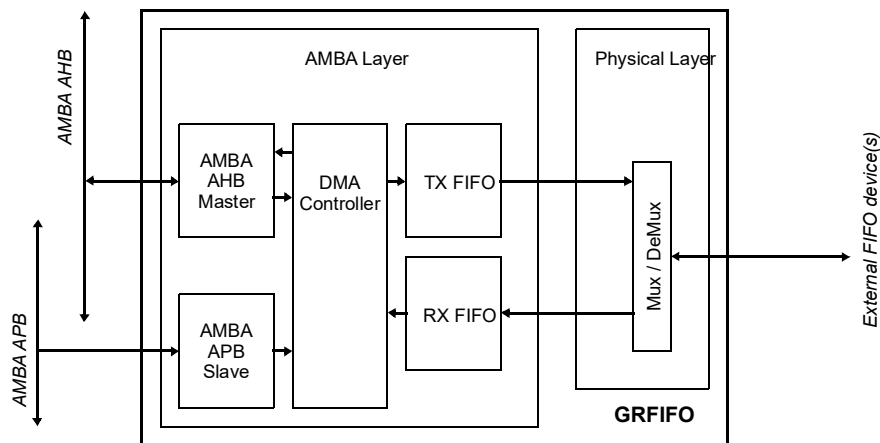 AMBA AHB
AMBA Layer
Physical Layer
AMBA
AHB
Master
DMA
Controller
TX FIFO
Mux / DeMux
External FIFO device(s)
AMBA APB
AMBA
APB
Slave
RX FIFO
GRFIFO